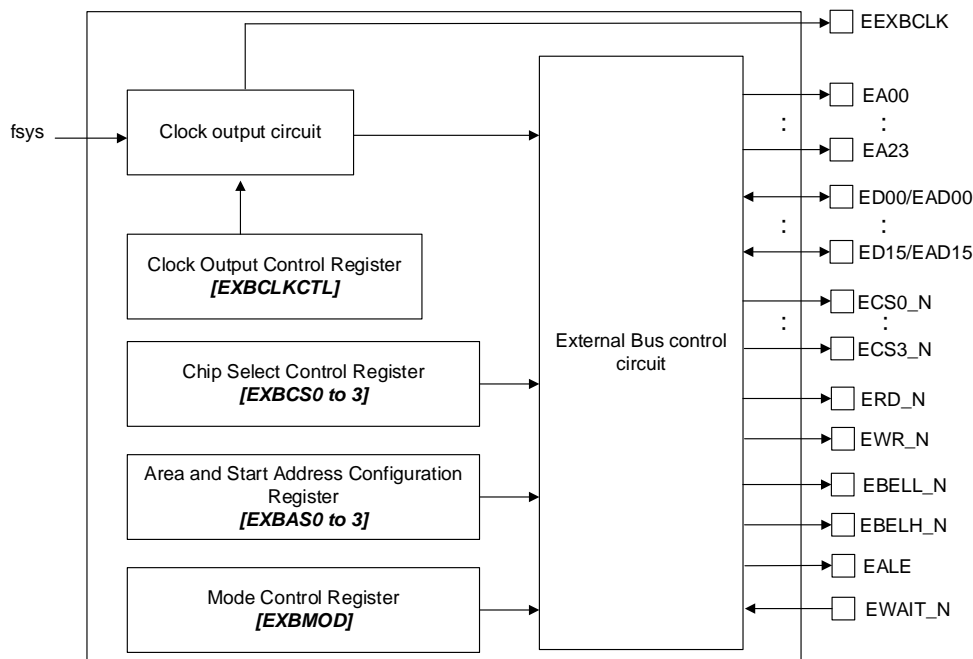 EEXBCLK
fsys
Clock output circuit
Clock Output Control Register
[EXBCLKCTL]
Chip Select Control Register
[EXBCS0 to 3]
Area and Start Address Configuration
Register
[EXBAS0 to 3]
Mode Control Register
[EXBMOD]
External Bus control
circuit
EA00
: :
EA23
ED00/EAD00
: :
ED15/EAD15
ECS0_N
: :
ECS3_N
ERD_N
EWR_N
EBELL_N
EBELH_N
EALE
EWAIT_N